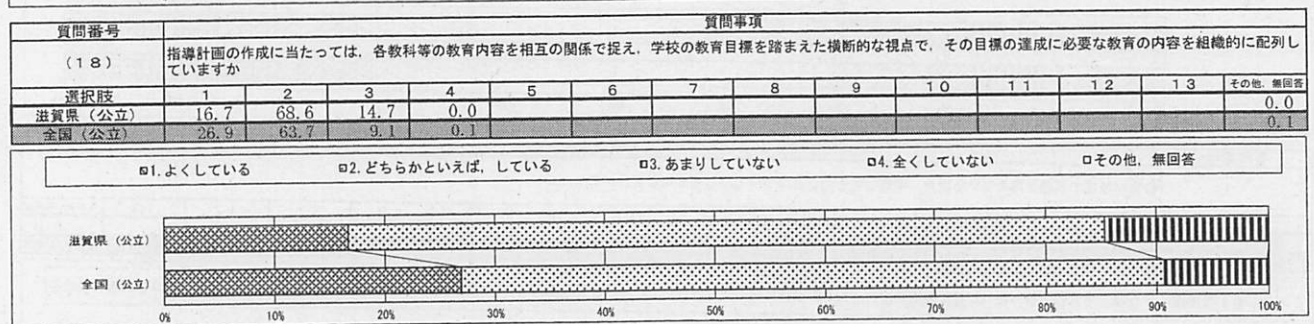 質問番号 質問事項
（１８） 指導計画の作成に当たっては，各教科等の教育内容を相互の関係で捉え，学校の教育目標を踏まえた横断的な視点で，その目標の達成に必要な教育の内容を組織的に配列し
ていますか
選択肢 1 2 3 4 5 6 7 8 9 10 11 12 13 その他，無回答
滋賀県（公立） 16.7 68.6 14.7 0.0 0.0
全国（公立） 26.9 63.7 9.1 0.1 0.1
1.よくしている 2.どちらかといえば，している 3.あまりしていない 4.全くしていない その他，無回答
滋賀県（公立）
全国（公立）
0% 10% 20% 30% 40% 50% 60% 70% 80% 90% 100%